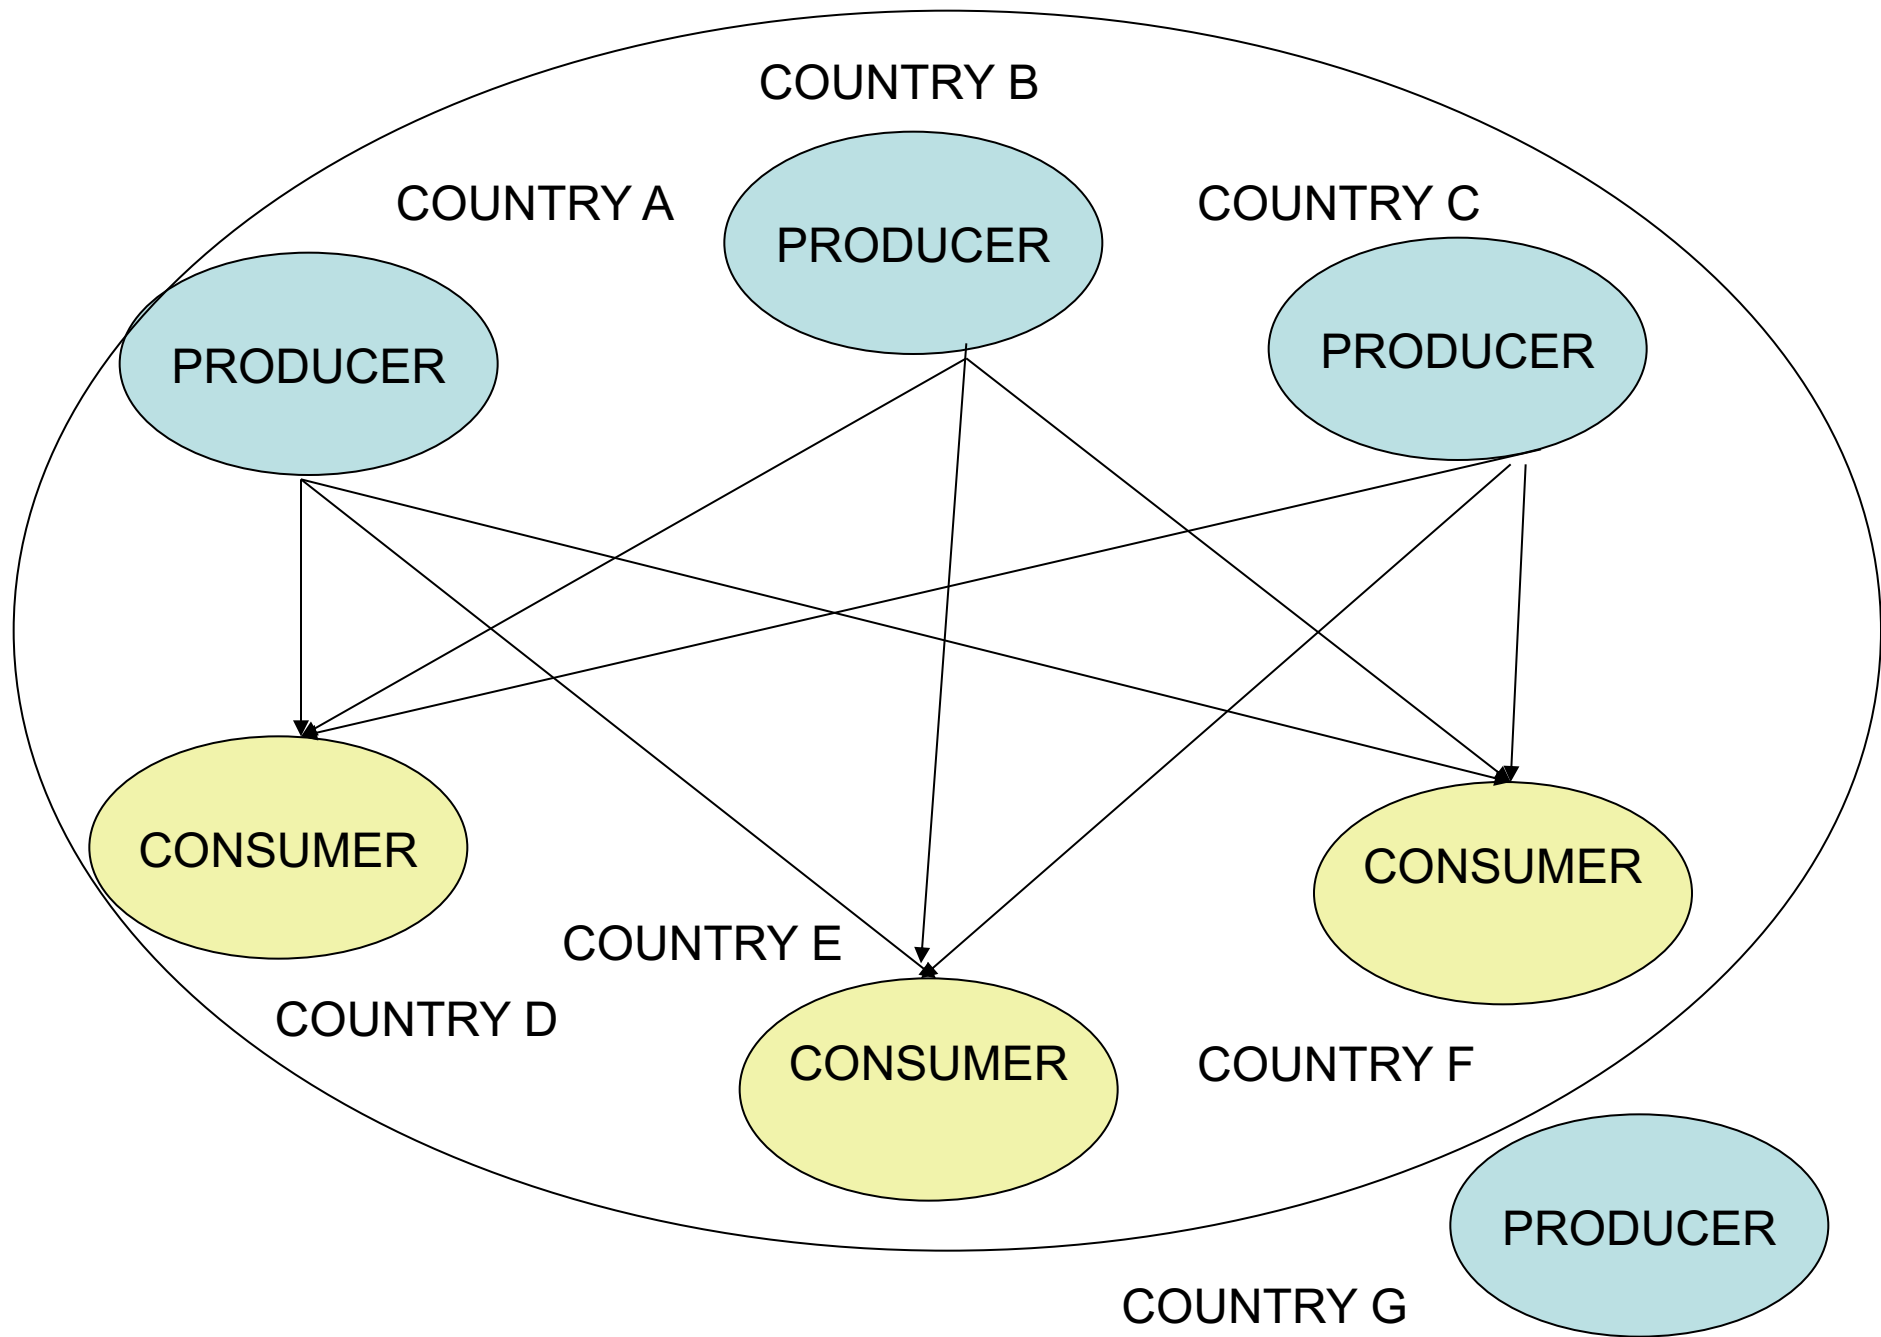 COUNTRY B
COUNTRY A
COUNTRY C
PRODUCER
PRODUCER
PRODUCER
CONSUMER
CONSUMER
COUNTRY E
COUNTRY D
CONSUMER
COUNTRY F
PRODUCER
COUNTRY G